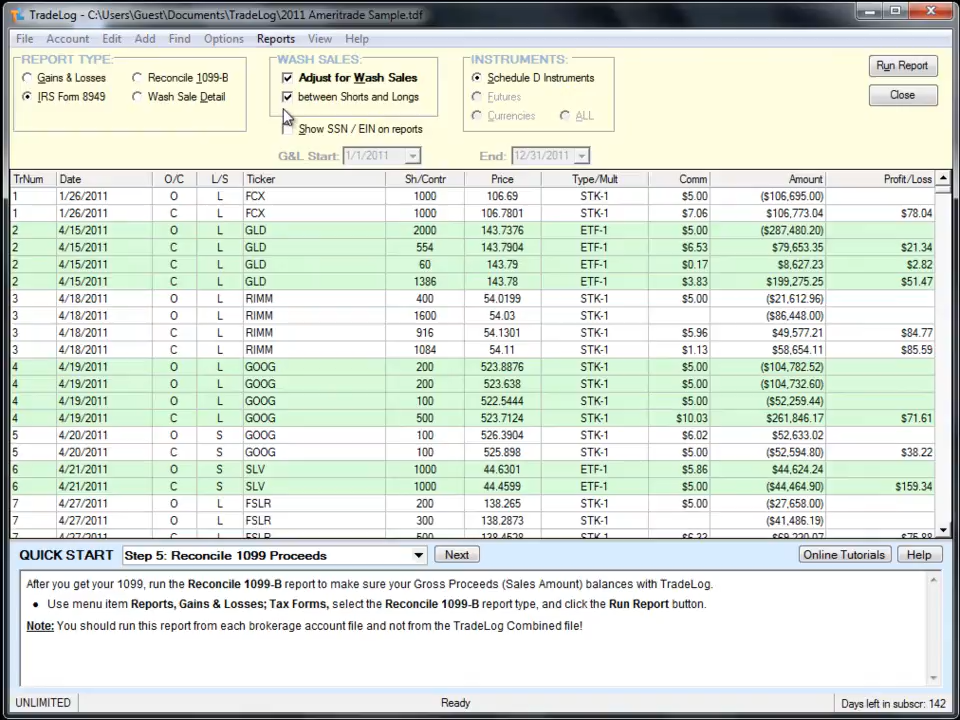 TradeLog - C:\Users\Guest\Documents\TradeLog\2011 Ameritrade Sample.tdf
File Account Edit Add Find Options Reports View Help
REPORT TYPE: WASH SALES: INSTRUMENTS:
Gains & Losses Reconcile 1099-B Adjust for Wash Sales Schedule D Instruments Run Report
IRS Form 8949 Wash Sale Detail between Shorts and Longs Futures Close
Currencies ALL
Show SSN / EIN on reports
G&L Start: 1/1/2011 End: 12/31/2011
TrNum Date O/C L/S Ticker Sh/Contr Price Type/Mult Comm Amount Profit/Loss
1 1/26/2011 O L FCX 1000 106.69 STK-1 $5.00 ($106,695.00)
1 1/26/2011 C L FCX 1000 106.7801 STK-1 $7.06 $106,773.04 $78.04
2 4/15/2011 O L GLD 2000 143.7376 ETF-1 $5.00 ($287,480.20)
2 4/15/2011 C L GLD 554 143.7904 ETF-1 $6.53 $79,653.35 $21.34
2 4/15/2011 C L GLD 60 143.79 ETF-1 $0.17 $8,627.23 $2.82
2 4/15/2011 C L GLD 1386 143.78 ETF-1 $3.83 $199,275.25 $51.47
3 4/18/2011 O L RIMM 400 54.0199 STK-1 $5.00 ($21,612.96)
3 4/18/2011 O L RIMM 1600 54.03 STK-1 ($86,448.00)
3 4/18/2011 C L RIMM 916 54.1301 STK-1 $5.96 $49,577.21 $84.77
3 4/18/2011 C L RIMM 1084 54.11 STK-1 $1.13 $58,654.11 $85.59
4 4/19/2011 O L GOOG 200 523.8876 STK-1 $5.00 ($104,782.52)
4 4/19/2011 O L GOOG 200 523.638 STK-1 $5.00 ($104,732.60)
4 4/19/2011 O L GOOG 100 522.5444 STK-1 $5.00 ($52,259.44)
4 4/19/2011 C L GOOG 500 523.7124 STK-1 $10.03 $261,846.17 $71.61
5 4/20/2011 O S GOOG 100 526.3904 STK-1 $6.02 $52,633.02
5 4/20/2011 C S GOOG 100 525.898 STK-1 $5.00 ($52,594.80) $38.22
6 4/21/2011 O S SLV 1000 44.6301 ETF-1 $5.86 $44,624.24
6 4/21/2011 C S SLV 1000 44.4599 ETF-1 $5.00 ($44,464.90) $159.34
7 4/27/2011 O L FSLR 200 138.265 STK-1 $5.00 ($27,658.00)
7 4/27/2011 O L FSLR 300 138.2873 STK-1 ($41,486.19)
QUICK START Step 5: Reconcile 1099 Proceeds Next Online Tutorials Help
After you get your 1099, run the Reconcile 1099-B report to make sure your Gross Proceeds (Sales Amount) balances with TradeLog.
• Use menu item Reports, Gains & Losses; Tax Forms, select the Reconcile 1099-B report type, and click the Run Report button.
Note: You should run this report from each brokerage account file and not from the TradeLog Combined file!
UNLIMITED Ready Days left in subscr: 142